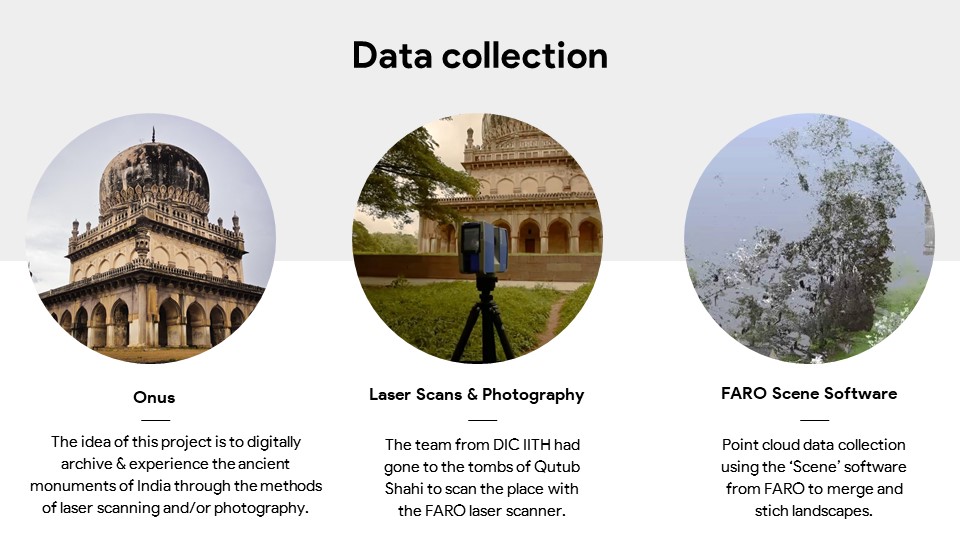 Data collection
Onus
The idea of this project is to digitally
archive & experience the ancient
monuments of India through the methods
of laser scanning and/or photography.
Laser Scans & Photography
The team from DIC IITH had
gone to the tombs of Qutub
Shahi to scan the place with
the FARO laser scanner.
FARO Scene Software
Point cloud data collection
using the ‘Scene’ software
from FARO to merge and
stich landscapes.